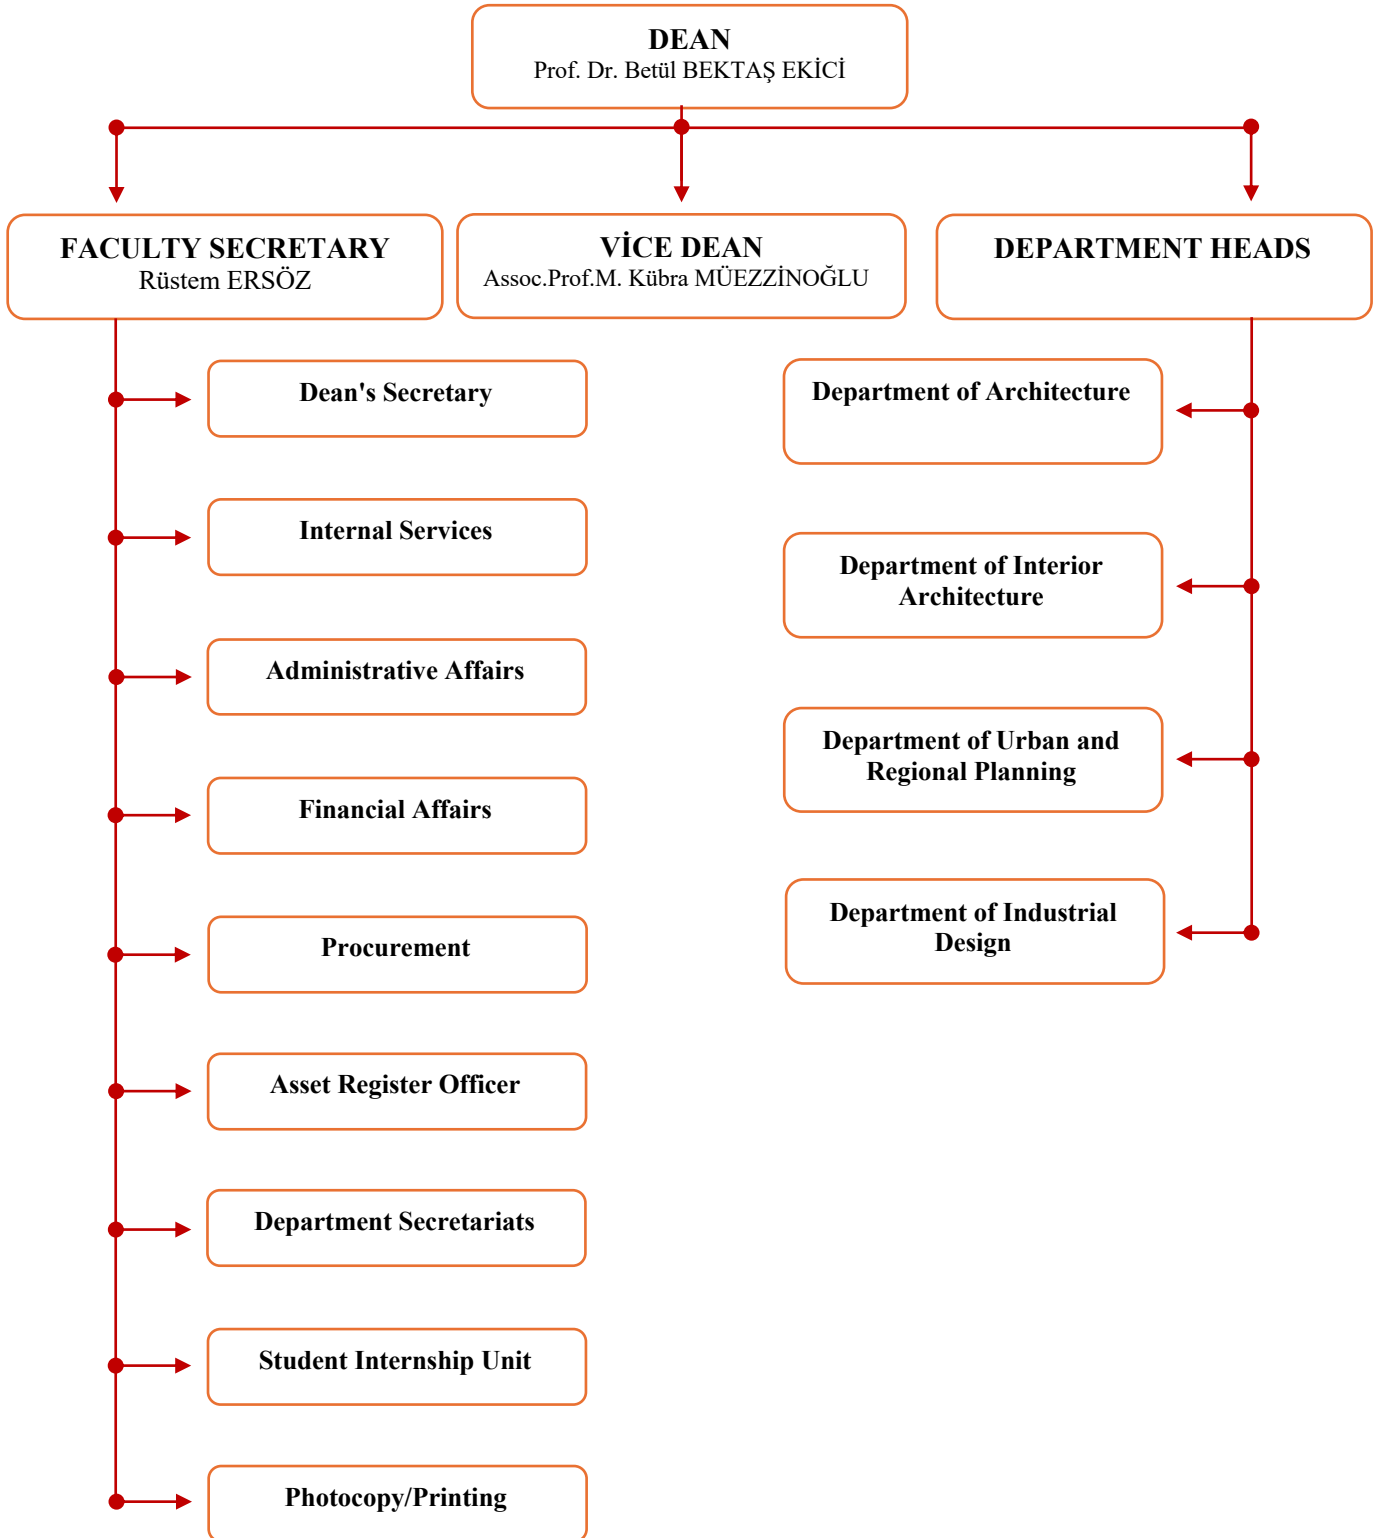 DEAN
Prof. Dr. Betül BEKTAŞ EKİCİ
FACULTY SECRETARY
Rüstem ERSÖZ
VİCE DEAN
Assoc.Prof.M. Kübra MÜEZZİNOĞLU
DEPARTMENT HEADS
Dean's Secretary
Internal Services
Administrative Affairs
Financial Affairs
Procurement
Asset Register Officer
Department Secretariats
Student Internship Unit
Photocopy/Printing
Department of Architecture
Department of Interior
Architecture
Department of Urban and
Regional Planning
Department of Industrial
Design